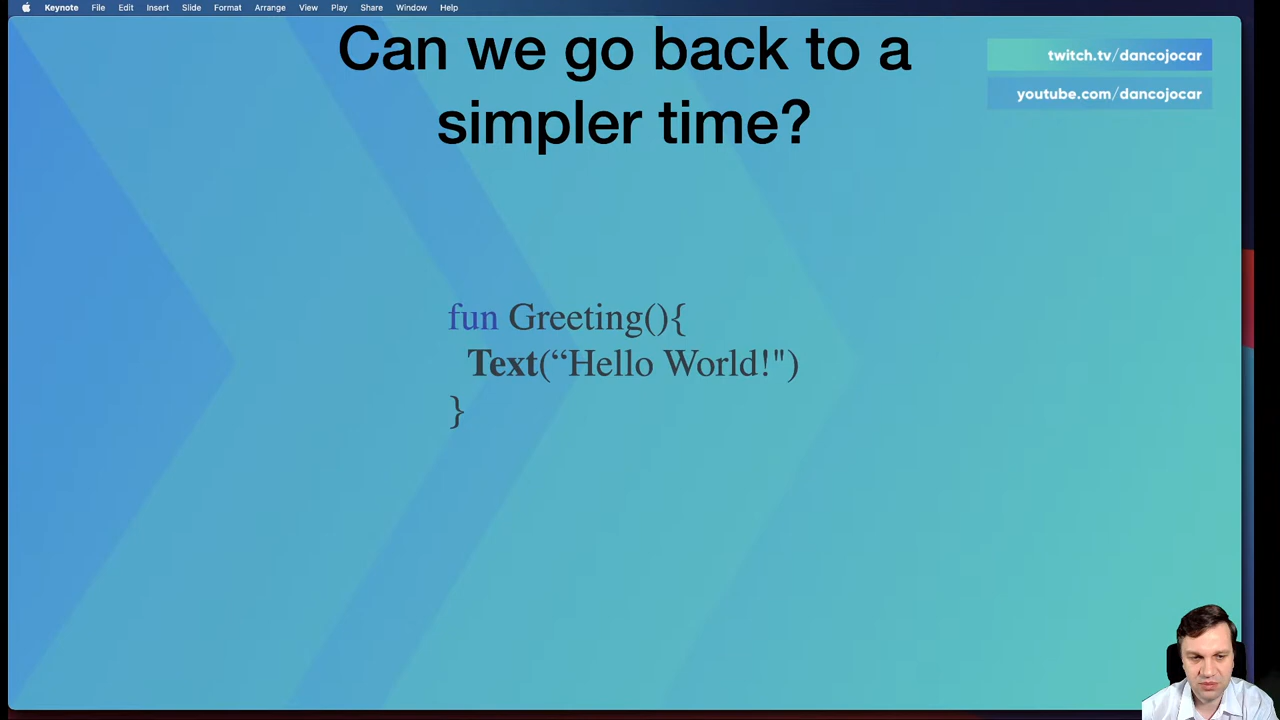 Keynote File Edit Insert Slide Format Arrange View Play Share Window Help
Can we go back to a
simpler time?
twitch.tv/dancojocar
youtube.com/dancojocar
fun Greeting(){
Text(“Hello World!")
}